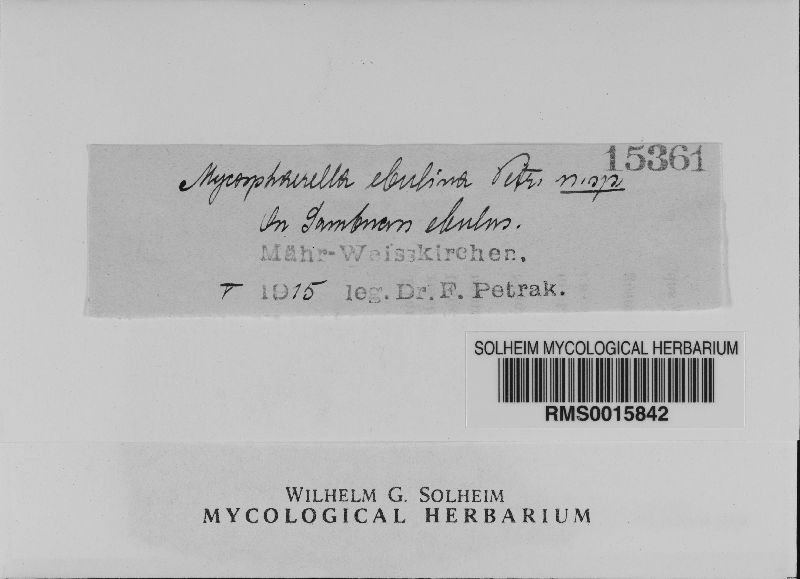 15361
Mycosphaerella ebulina Petr. n.sp
On Sambucus ebulus.
Mähr-Weisskirchen.
V 1915 leg. Dr. F. Petrak.
SOLHEIM MYCOLOGICAL HERBARIUM
RMS0015842
WILHELM G. SOLHEIM
MYCOLOGICAL HERBARIUM